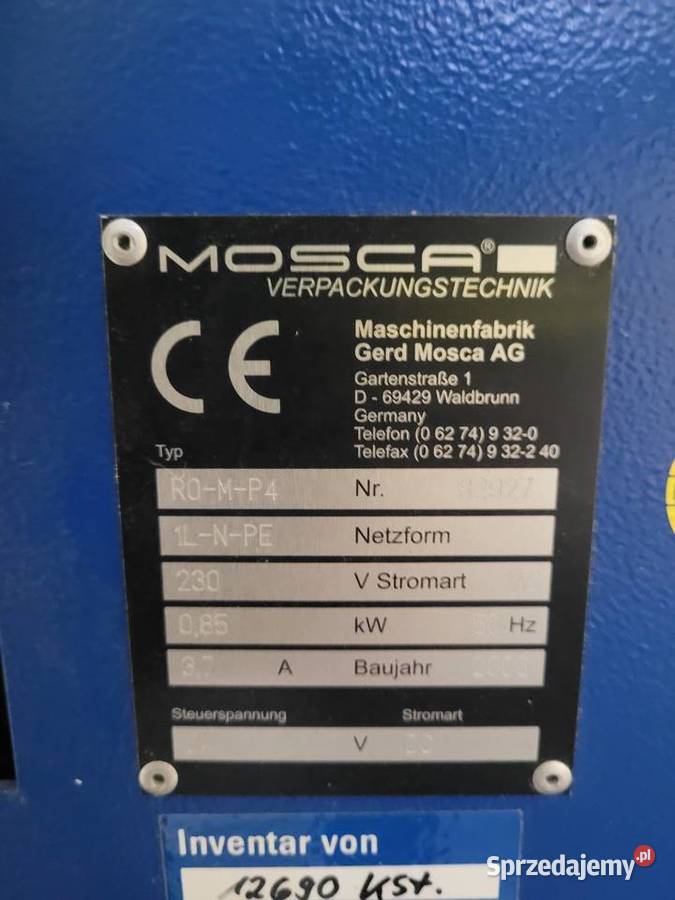 MOSCA®
VERPACKUNGSTECHNIK
CE
Maschinenfabrik
Gerd Mosca AG
Gartenstraße 1
D - 69429 Waldbrunn
Germany
Telefon (0 62 74) 9 32-0
Telefax (0 62 74) 9 32-2 40
Typ
RO-M-P4 Nr.
1L-N-PE Netzform
230 V Stromart
0,85 kW Hz
A Baujahr
Steuerspannung Stromart
V
Inventar von
12690 KSt.
Sprzedajemy.pl